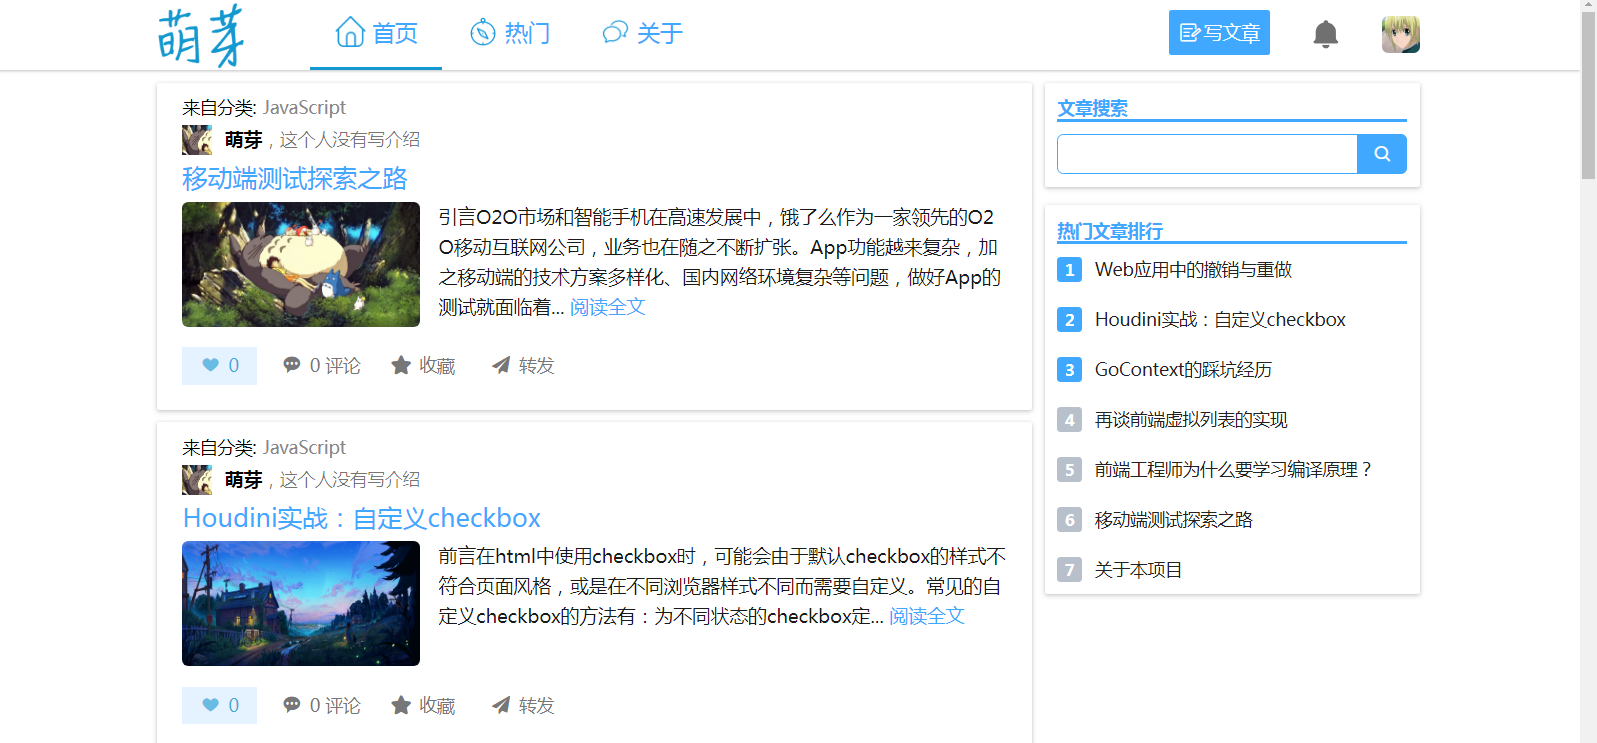 萌芽
首页
热门
关于
写文章
来自分类: JavaScript
萌芽，这个人没有写介绍
移动端测试探索之路
引言O2O市场和智能手机在高速发展中，饿了么作为一家领先的O2
O移动互联网公司，业务也在随之不断扩张。App功能越来复杂，加
之移动端的技术方案多样化、国内网络环境复杂等问题，做好App的
测试就面临着... 阅读全文
0
0 评论
收藏
转发
来自分类: JavaScript
萌芽，这个人没有写介绍
Houdini实战：自定义checkbox
前言在html中使用checkbox时，可能会由于默认checkbox的样式不
符合页面风格，或是在不同浏览器样式不同而需要自定义。常见的自
定义checkbox的方法有：为不同状态的checkbox定... 阅读全文
0
0 评论
收藏
转发
文章搜索
热门文章排行
1 Web应用中的撤销与重做
2 Houdini实战：自定义checkbox
3 GoContext的踩坑经历
4 再谈前端虚拟列表的实现
5 前端工程师为什么要学习编译原理？
6 移动端测试探索之路
7 关于本项目